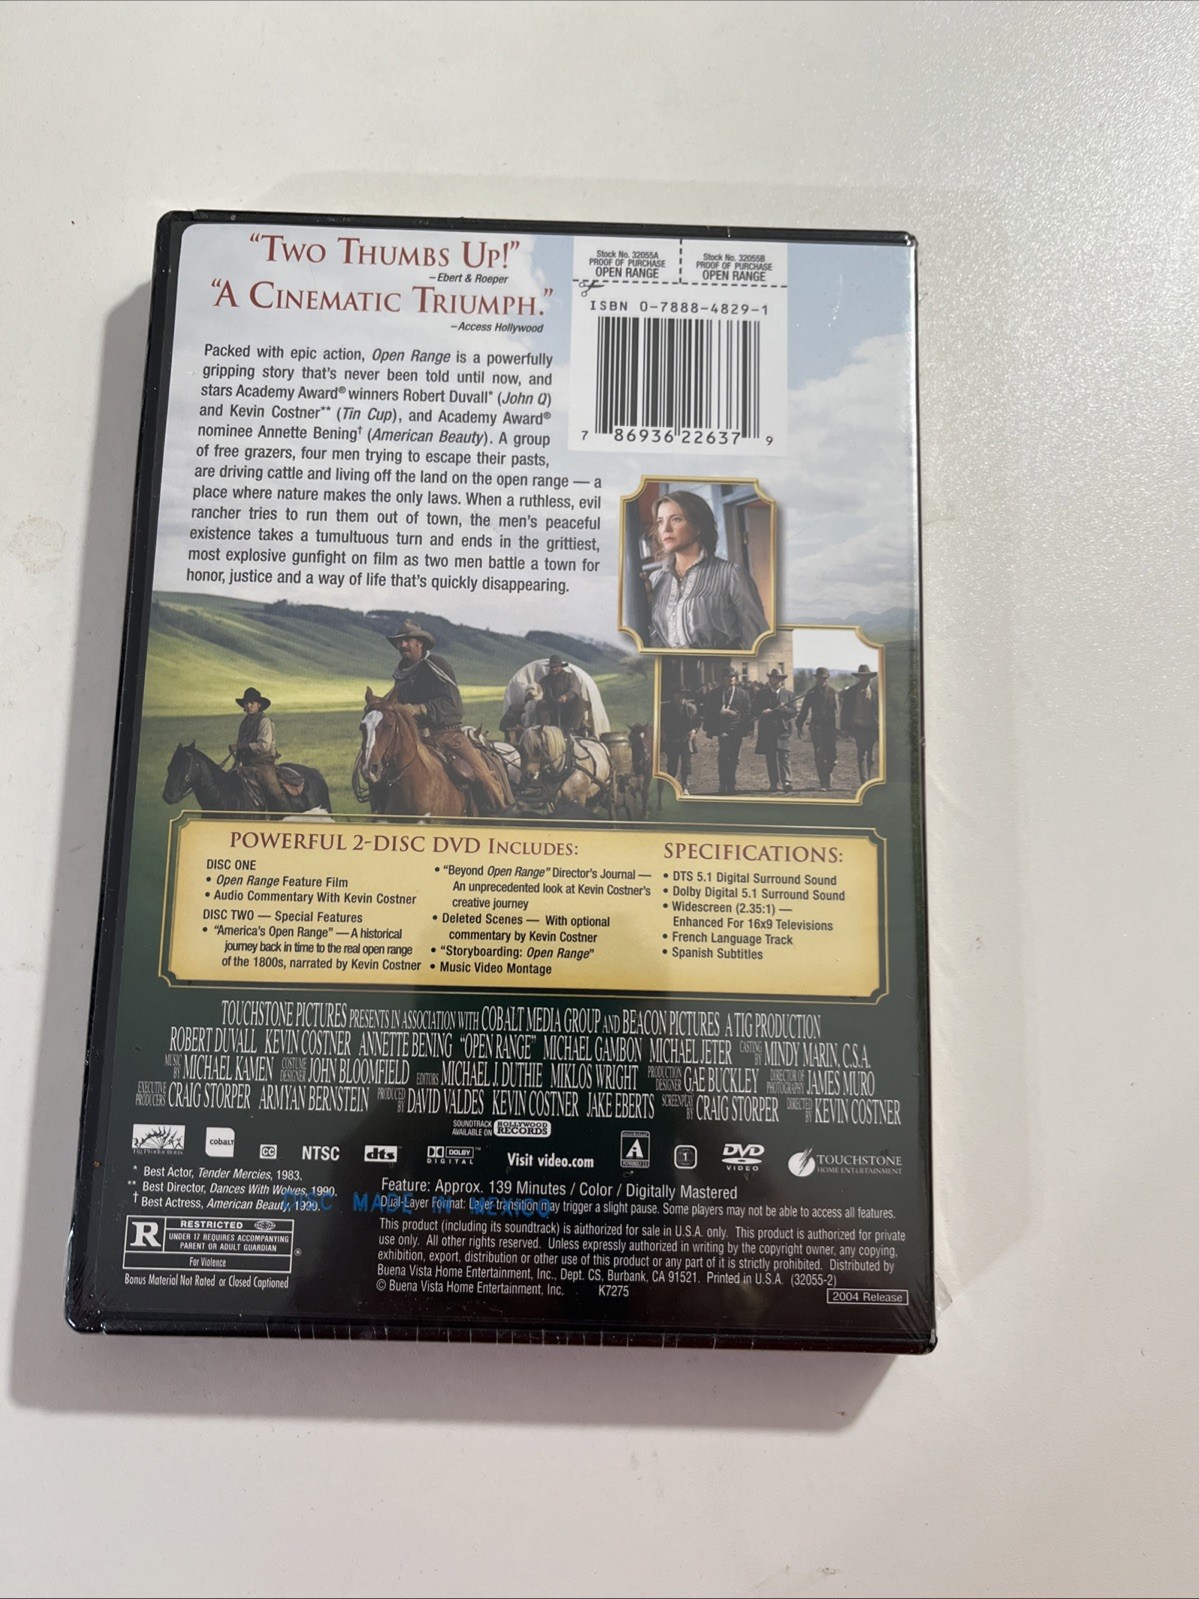 “TWO THUMBS UP!”
–Ebert & Roeper
“A CINEMATIC TRIUMPH.”
–Access Hollywood
Stock No. 32055A
PROOF OF PURCHASE
OPEN RANGE
Stock No. 32055B
PROOF OF PURCHASE
OPEN RANGE
ISBN 0-7888-4829-1
7 86936 22637 9
Packed with epic action, Open Range is a powerfully
gripping story that's never been told until now, and
stars Academy Award® winners Robert Duvall* (John Q)
and Kevin Costner** (Tin Cup), and Academy Award®
nominee Annette Bening† (American Beauty). A group
of free grazers, four men trying to escape their pasts,
are driving cattle and living off the land on the open range — a
place where nature makes the only laws. When a ruthless, evil
rancher tries to run them out of town, the men's peaceful
existence takes a tumultuous turn and ends in the grittiest,
most explosive gunfight on film as two men battle a town for
honor, justice and a way of life that's quickly disappearing.
POWERFUL 2-DISC DVD INCLUDES:
DISC ONE
• Open Range Feature Film
• Audio Commentary With Kevin Costner
DISC TWO — Special Features
• “America's Open Range” — A historical
journey back in time to the real open range
of the 1800s, narrated by Kevin Costner
• “Beyond Open Range” Director's Journal —
An unprecedented look at Kevin Costner's
creative journey
• Deleted Scenes — With optional
commentary by Kevin Costner
• “Storyboarding: Open Range”
• Music Video Montage
SPECIFICATIONS:
• DTS 5.1 Digital Surround Sound
• Dolby Digital 5.1 Surround Sound
• Widescreen (2.35:1) —
Enhanced For 16x9 Televisions
• French Language Track
• Spanish Subtitles
TOUCHSTONE PICTURES PRESENTS IN ASSOCIATION WITH COBALT MEDIA GROUP AND BEACON PICTURES A TIG PRODUCTION
ROBERT DUVALL KEVIN COSTNER ANNETTE BENING “OPEN RANGE” MICHAEL GAMBON MICHAEL JETER CASTING BY MINDY MARIN, C.S.A.
MUSIC BY MICHAEL KAMEN COSTUME DESIGNER JOHN BLOOMFIELD EDITORS MICHAEL J. DUTHIE MIKLOS WRIGHT PRODUCTION DESIGNER GAE BUCKLEY DIRECTOR OF PHOTOGRAPHY JAMES MURO
EXECUTIVE PRODUCERS CRAIG STORPER ARMYAN BERNSTEIN PRODUCED BY DAVID VALDES KEVIN COSTNER JAKE EBERTS SCREENPLAY BY CRAIG STORPER DIRECTED BY KEVIN COSTNER
SOUNDTRACK AVAILABLE ON HOLLYWOOD RECORDS
Tig Productions
cobalt
CC
NTSC
dts
DOLBY DIGITAL
Visit video.com
A
1
DVD VIDEO
TOUCHSTONE
HOME ENTERTAINMENT
* Best Actor, Tender Mercies, 1983.
** Best Director, Dances With Wolves, 1990.
† Best Actress, American Beauty, 1999.
DISC MADE IN MEXICO
R
RESTRICTED
UNDER 17 REQUIRES ACCOMPANYING
PARENT OR ADULT GUARDIAN
®
For Violence
Bonus Material Not Rated or Closed Captioned
Feature: Approx. 139 Minutes / Color / Digitally Mastered
Dual-Layer Format: Layer transition may trigger a slight pause. Some players may not be able to access all features.
This product (including its soundtrack) is authorized for sale in U.S.A. only. This product is authorized for private
use only. All other rights reserved. Unless expressly authorized in writing by the copyright owner, any copying,
exhibition, export, distribution or other use of this product or any part of it is strictly prohibited. Distributed by
Buena Vista Home Entertainment, Inc., Dept. CS, Burbank, CA 91521. Printed in U.S.A. (32055-2)
© Buena Vista Home Entertainment, Inc. K7275
2004 Release